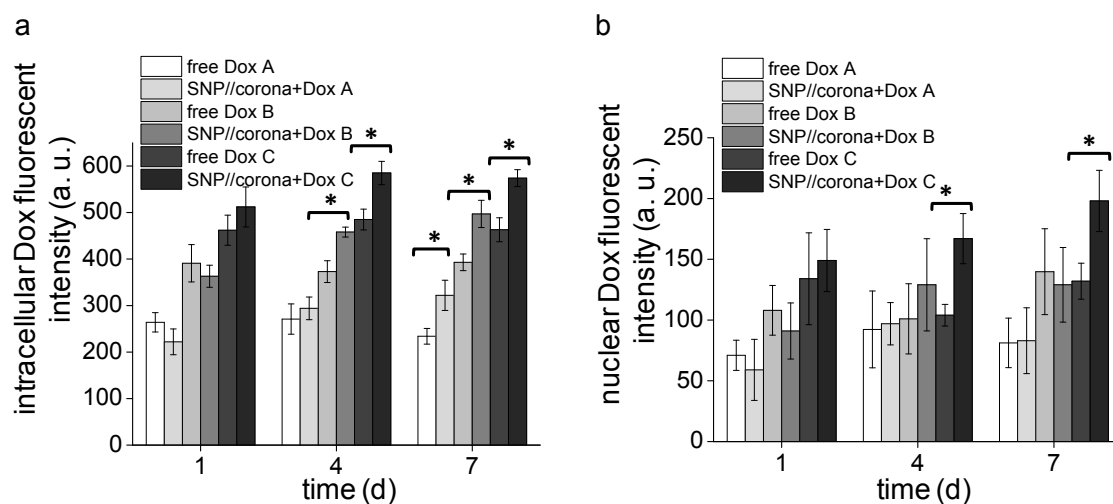 a
free Dox A
SNP//corona+Dox A
free Dox B
SNP//corona+Dox B
free Dox C
SNP//corona+Dox C
intracellular Dox fluorescent
intensity (a. u.)
600
500
400
300
200
100
0
* * * * *
1 4 7
time (d)
b
free Dox A
SNP//corona+Dox A
free Dox B
SNP//corona+Dox B
free Dox C
SNP//corona+Dox C
nuclear Dox fluorescent
intensity (a. u.)
250
200
150
100
50
0
* *
1 4 7
time (d)